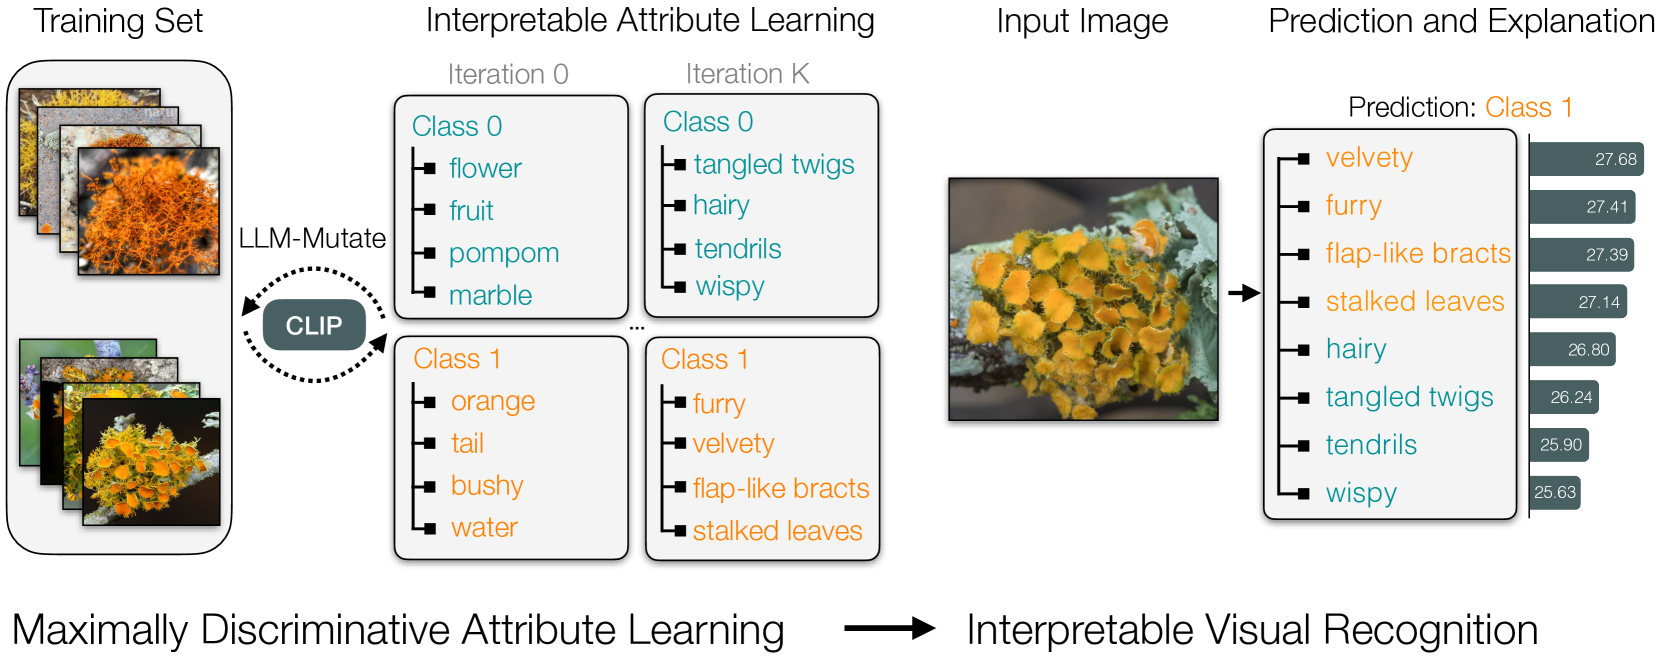 Training Set
Interpretable Attribute Learning
Input Image
Prediction and Explanation
Iteration 0
Iteration K
LLM-Mutate
CLIP
Class 0
flower
fruit
pompom
marble
Class 0
tangled twigs
hairy
tendrils
wispy
...
Class 1
orange
tail
bushy
water
Class 1
furry
velvety
flap-like bracts
stalked leaves
Prediction: Class 1
velvety 27.68
furry 27.41
flap-like bracts 27.39
stalked leaves 27.14
hairy 26.80
tangled twigs 26.24
tendrils 25.90
wispy 25.63
Maximally Discriminative Attribute Learning
Interpretable Visual Recognition